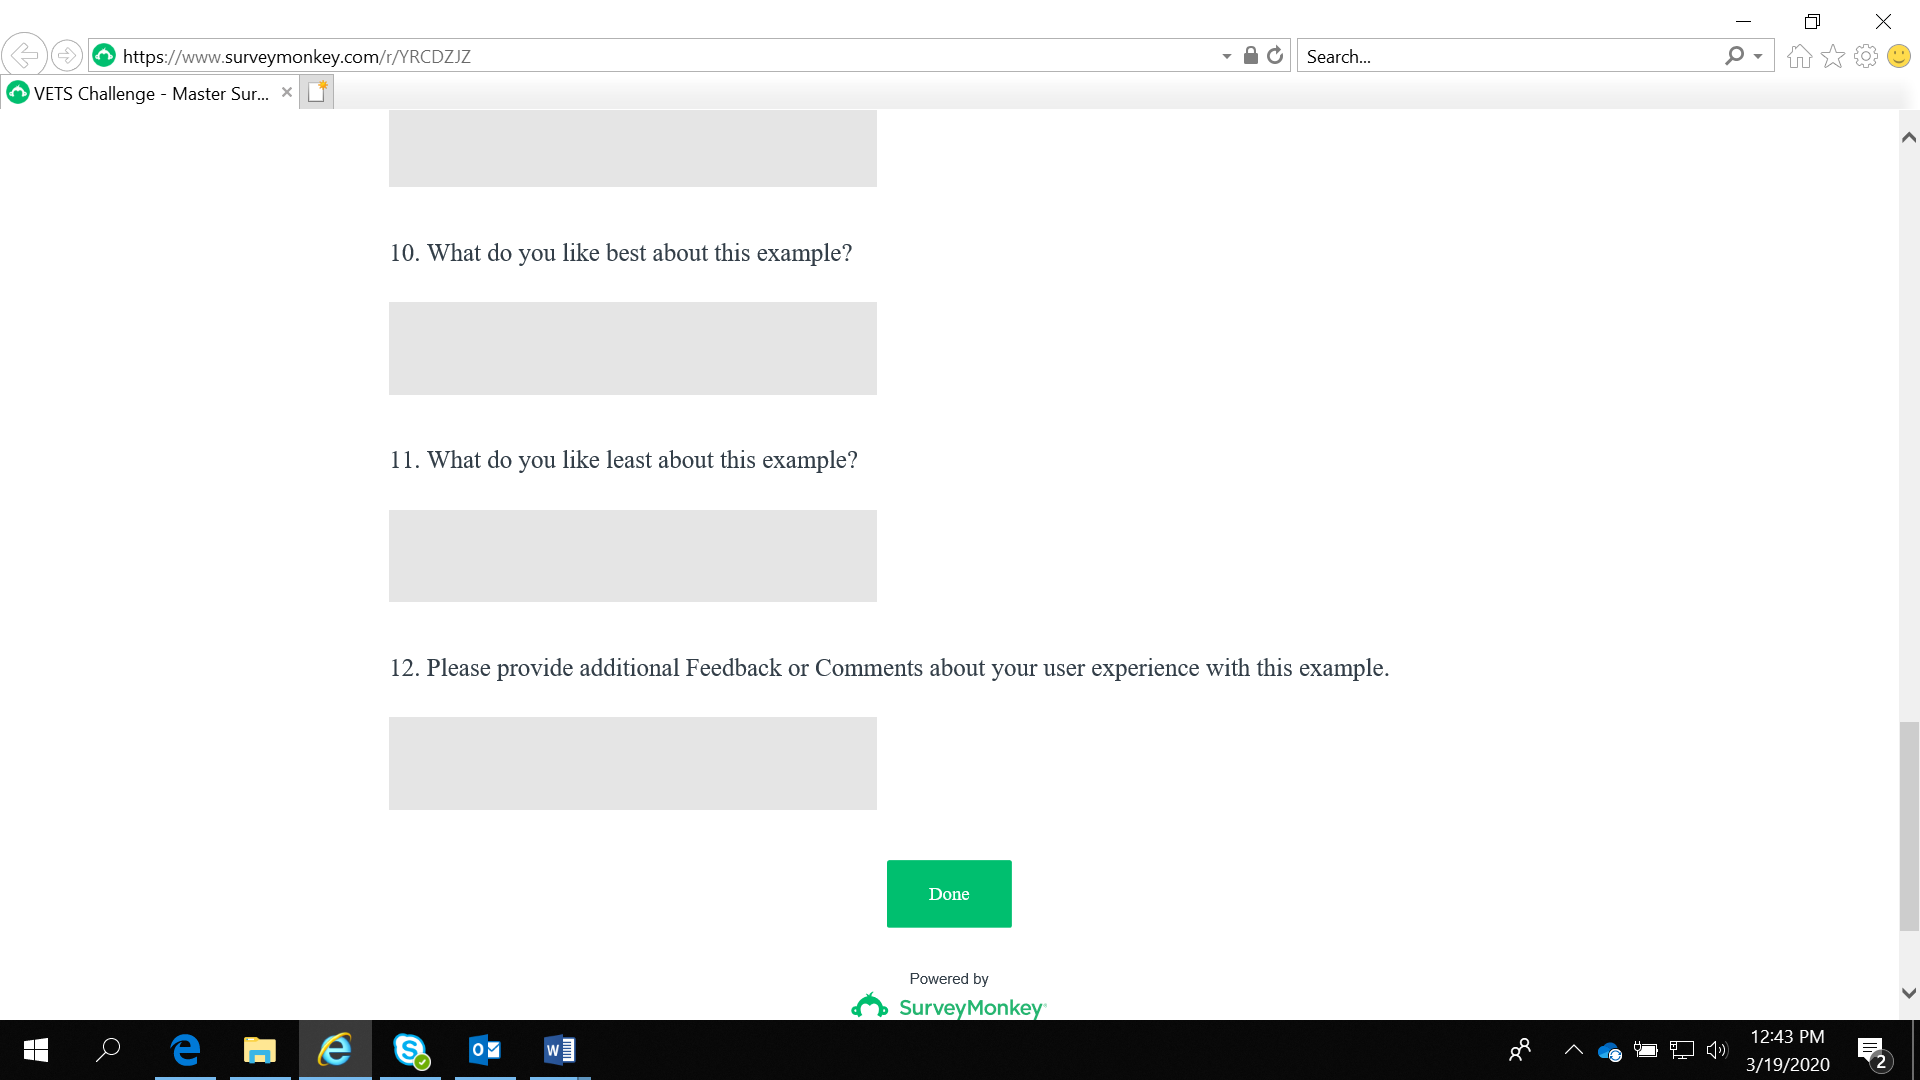 https://www.surveymonkey.com/r/YRCDZJZ
Search...
VETS Challenge - Master Sur...
10. What do you like best about this example?
11. What do you like least about this example?
12. Please provide additional Feedback or Comments about your user experience with this example.
Done
Powered by
SurveyMonkey
12:43 PM
3/19/2020
2